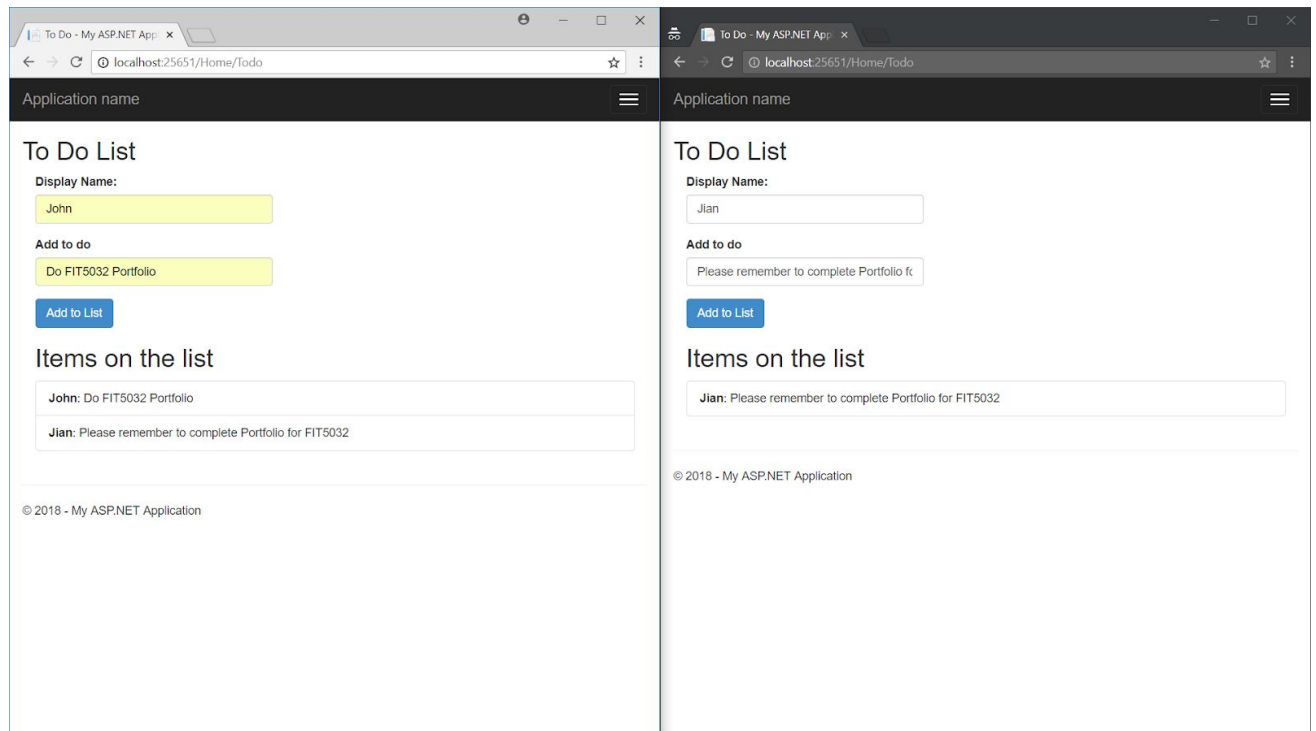 To Do - My ASP.NET App
localhost:25651/Home/Todo
Application name
To Do List
Display Name:
John
Add to do
Do FIT5032 Portfolio
Add to List
Items on the list
John: Do FIT5032 Portfolio
Jian: Please remember to complete Portfolio for FIT5032
© 2018 - My ASP.NET Application
To Do - My ASP.NET App
localhost:25651/Home/Todo
Application name
To Do List
Display Name:
Jian
Add to do
Please remember to complete Portfolio fo
Add to List
Items on the list
Jian: Please remember to complete Portfolio for FIT5032
© 2018 - My ASP.NET Application